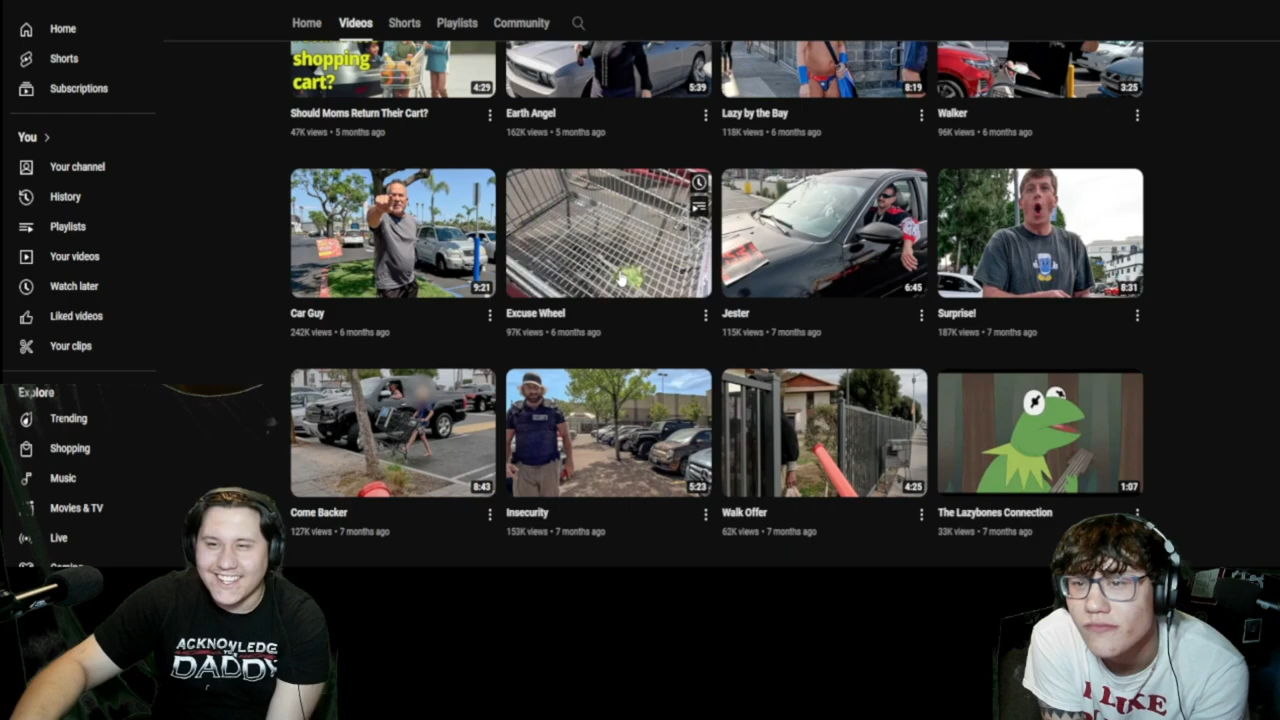 Home
Videos
Shorts
Playlists
Community
Home
Shorts
Subscriptions
You
Your channel
History
Playlists
Your videos
Watch later
Liked videos
Your clips
Explore
Trending
Shopping
Music
Movies & TV
Live
shopping
cart?
4:29
5:39
8:19
3:25
Should Moms Return Their Cart?
47K views • 5 months ago
Earth Angel
162K views • 5 months ago
Lazy by the Bay
118K views • 6 months ago
Walker
96K views • 6 months ago
9:21
6:45
8:31
Car Guy
242K views • 6 months ago
Excuse Wheel
97K views • 6 months ago
Jester
115K views • 7 months ago
Surprise!
187K views • 7 months ago
8:43
5:23
4:25
1:07
Come Backer
127K views • 7 months ago
Insecurity
153K views • 7 months ago
Walk Offer
62K views • 7 months ago
The Lazybones Connection
33K views • 7 months ago
ACKNOWLEDGE
DADDY
I LUKE